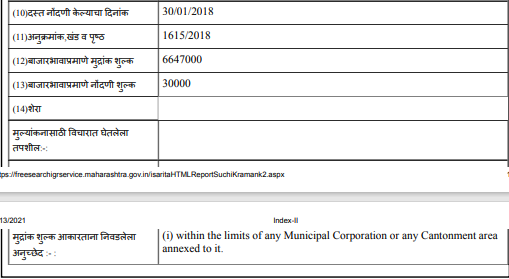 (10)दस्त नोंदणी केल्याचा दिनांक 30/01/2018
(11)अनुक्रमांक,खंड व पृष्ठ 1615/2018
(12)बाजारभावाप्रमाणे मुद्रांक शुल्क 6647000
(13)बाजारभावाप्रमाणे नोंदणी शुल्क 30000
(14)शेरा
मुल्यांकनासाठी विचारात घेतलेला
तपशील:-:
tps://freesearchigrservice.maharashtra.gov.in/isaritaHTMLReportSuchiKramank2.aspx
13/2021 Index-II
मुद्रांक शुल्क आकारताना निवडलेला (i) within the limits of any Municipal Corporation or any Cantonment area
अनुच्छेद :- : annexed to it.